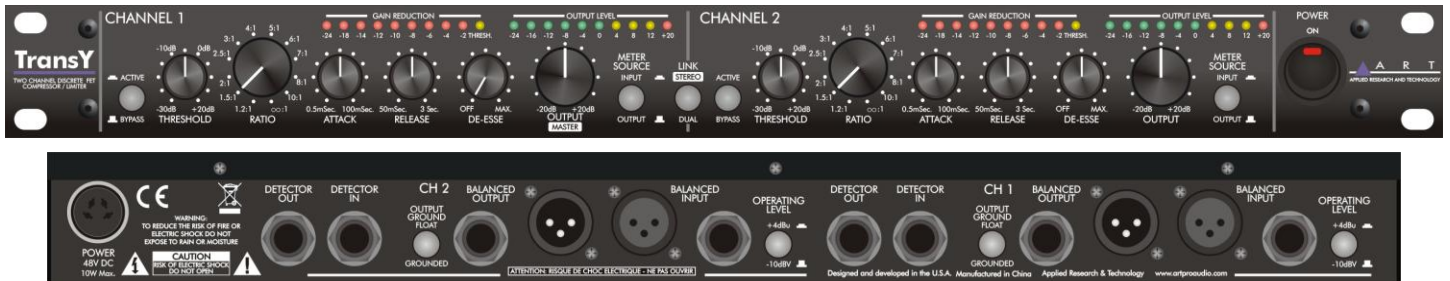 CHANNEL 1
GAIN REDUCTION
-24 -18 -14 -12 -10 -8 -6 -4 -2 THRESH.
OUTPUT LEVEL
-24 -16 -12 -8 -4 0 4 8 12 +20
TransY
TWO CHANNEL DISCRETE FET
COMPRESSOR / LIMITER
ACTIVE
BYPASS
-10dB 0dB
-30dB +20dB
THRESHOLD
4:1 5:1
3:1 6:1
2.5:1 7:1
2:1 8:1
1.5:1 10:1
1.2:1 ∞:1
RATIO
0.5mSec. 100mSec.
ATTACK
50mSec. 3 Sec.
RELEASE
OFF MAX.
DE-ESSE
-20dB +20dB
OUTPUT
MASTER
METER
SOURCE
INPUT
OUTPUT
LINK
STEREO
DUAL
CHANNEL 2
GAIN REDUCTION
-24 -18 -14 -12 -10 -8 -6 -4 -2 THRESH.
OUTPUT LEVEL
-24 -16 -12 -8 -4 0 4 8 12 +20
ACTIVE
BYPASS
-10dB 0dB
-30dB +20dB
THRESHOLD
4:1 5:1
3:1 6:1
2.5:1 7:1
2:1 8:1
1.5:1 10:1
1.2:1 ∞:1
RATIO
0.5mSec. 100mSec.
ATTACK
50mSec. 3 Sec.
RELEASE
OFF MAX.
DE-ESSE
-20dB +20dB
OUTPUT
METER
SOURCE
INPUT
OUTPUT
POWER
ON
ART
APPLIED RESEARCH AND TECHNOLOGY
POWER
48V DC
10W Max.
CE
WARNING:
TO REDUCE THE RISK OF FIRE OR
ELECTRIC SHOCK DO NOT
EXPOSE TO RAIN OR MOISTURE
CAUTION
RISK OF ELECTRIC SHOCK
DO NOT OPEN
DETECTOR
OUT
DETECTOR
IN
CH 2
OUTPUT
GROUND
FLOAT
GROUNDED
BALANCED
OUTPUT
BALANCED
INPUT
OPERATING
LEVEL
+4dBu
-10dBV
ATTENTION: RISQUE DE CHOC ELECTRIQUE - NE PAS OUVRIR
DETECTOR
OUT
DETECTOR
IN
CH 1
OUTPUT
GROUND
FLOAT
GROUNDED
BALANCED
OUTPUT
BALANCED
INPUT
OPERATING
LEVEL
+4dBu
-10dBV
Designed and developed in the U.S.A. Manufactured in China Applied Research & Technology www.artproaudio.com